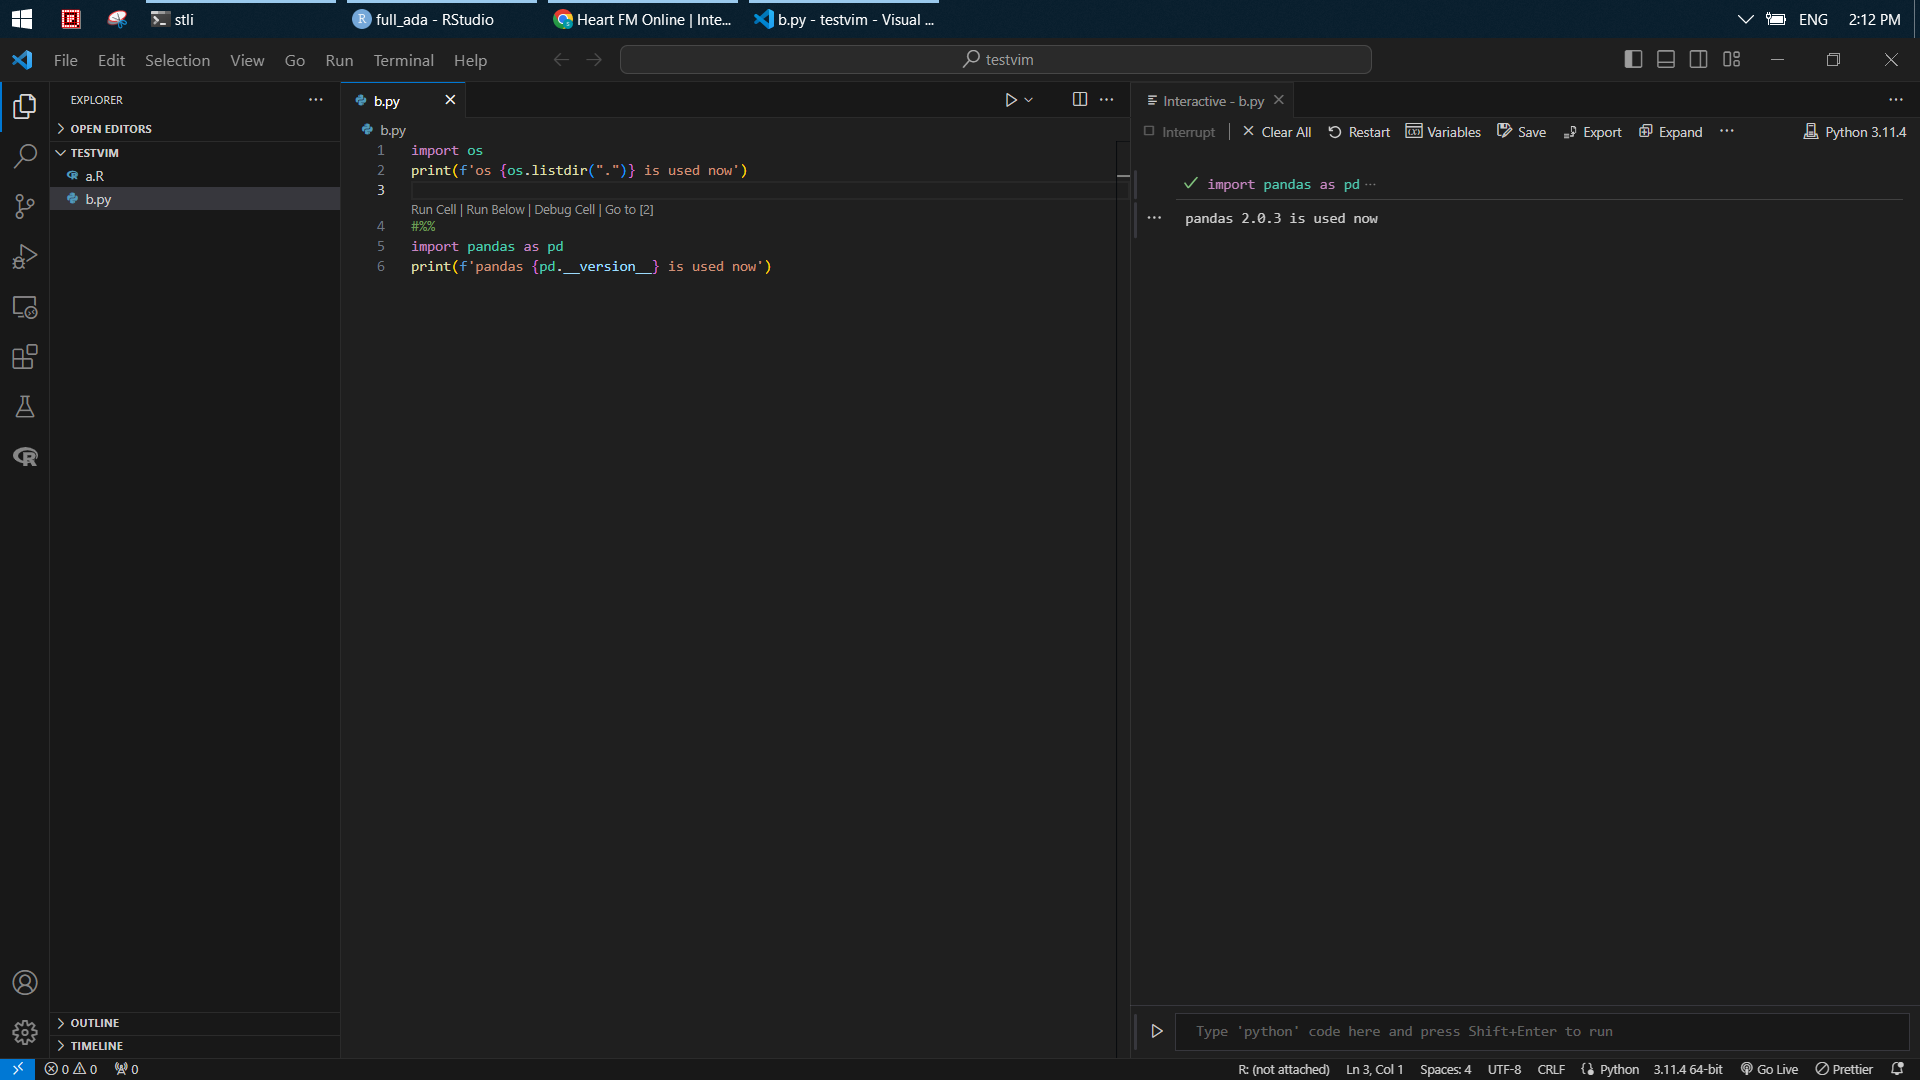 stli
full_ada - RStudio
Heart FM Online | Inte...
b.py - testvim - Visual ...
ENG
2:12 PM
File Edit Selection View Go Run Terminal Help
testvim
EXPLORER
OPEN EDITORS
TESTVIM
a.R
b.py
OUTLINE
TIMELINE
b.py
b.py
1 import os
2 print(f'os {os.listdir(".")} is used now')
3
Run Cell | Run Below | Debug Cell | Go to [2]
4 #%%
5 import pandas as pd
6 print(f'pandas {pd.__version__} is used now')
Interactive - b.py
Interrupt | Clear All Restart Variables Save Export Expand ... Python 3.11.4
import pandas as pd ...
pandas 2.0.3 is used now
Type 'python' code here and press Shift+Enter to run
0 0 0
R: (not attached) Ln 3, Col 1 Spaces: 4 UTF-8 CRLF Python 3.11.4 64-bit Go Live Prettier